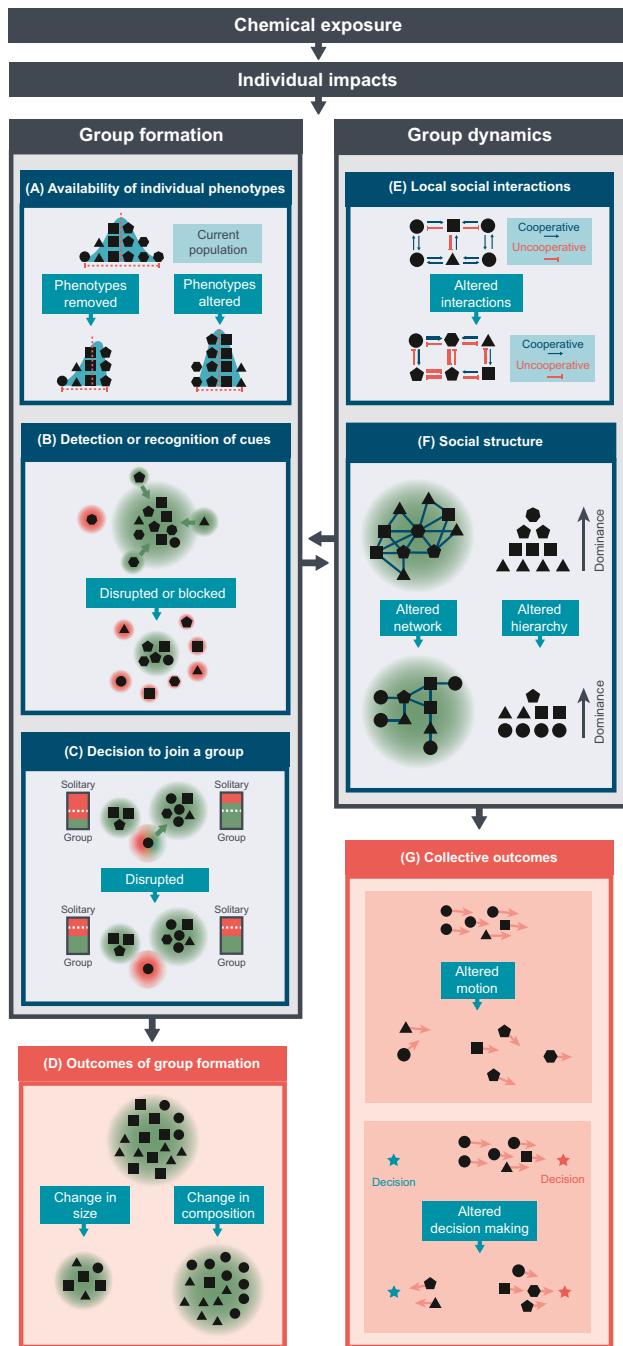 Chemical exposure
Individual impacts
Group formation
(A) Availability of individual phenotypes
Current
population
Phenotypes
removed
Phenotypes
altered
(B) Detection or recognition of cues
Disrupted or blocked
(C) Decision to join a group
Solitary
Solitary
Group
Group
Disrupted
Solitary
Solitary
Group
Group
(D) Outcomes of group formation
Change in
size
Change in
composition
Group dynamics
(E) Local social interactions
Cooperative
Uncooperative
Altered
interactions
Cooperative
Uncooperative
(F) Social structure
Dominance
Altered
network
Altered
hierarchy
Dominance
(G) Collective outcomes
Altered
motion
Decision
Decision
Altered
decision making